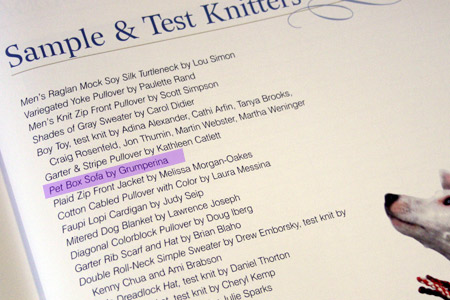 Sample & Test Knitters
Men's Raglan Mock Soy Silk Turtleneck by Lou Simon
Variegated Yoke Pullover by Paulette Rand
Men's Knit Zip Front Pullover by Scott Simpson
Shades of Gray Sweater by Carol Didier
Boy Toy, test knit by Adina Alexander, Cathi Arfin, Tanya Brooks,
Craig Rosenfeld, Jon Thumin, Martin Webster, Martha Weninger
Garter & Stripe Pullover by Kathleen Catlett
Pet Box Sofa by Grumperina
Plaid Zip Front Jacket by Melissa Morgan-Oakes
Cotton Cabled Pullover with Color by Laura Messina
Faupi Lopi Cardigan by Judy Seip
Mitered Dog Blanket by Lawrence Joseph
Diagonal Colorblock Pullover by Doug Iberg
Garter Rib Scarf and Hat by Brian Blaho
Double Roll-Neck Simple Sweater by Drew Emborsky, test knit by
Kenny Chua and Ami Brabson
Dreadlock Hat, test knit by Daniel Thornton
test knit by Cheryl Kemp
Julie Sparks